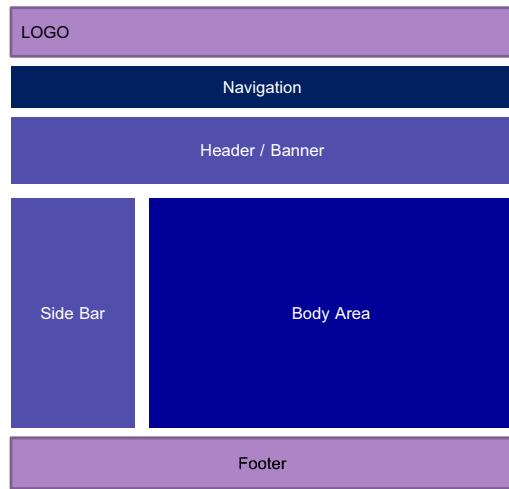 LOGO
Navigation
Header / Banner
Side Bar
Body Area
Footer